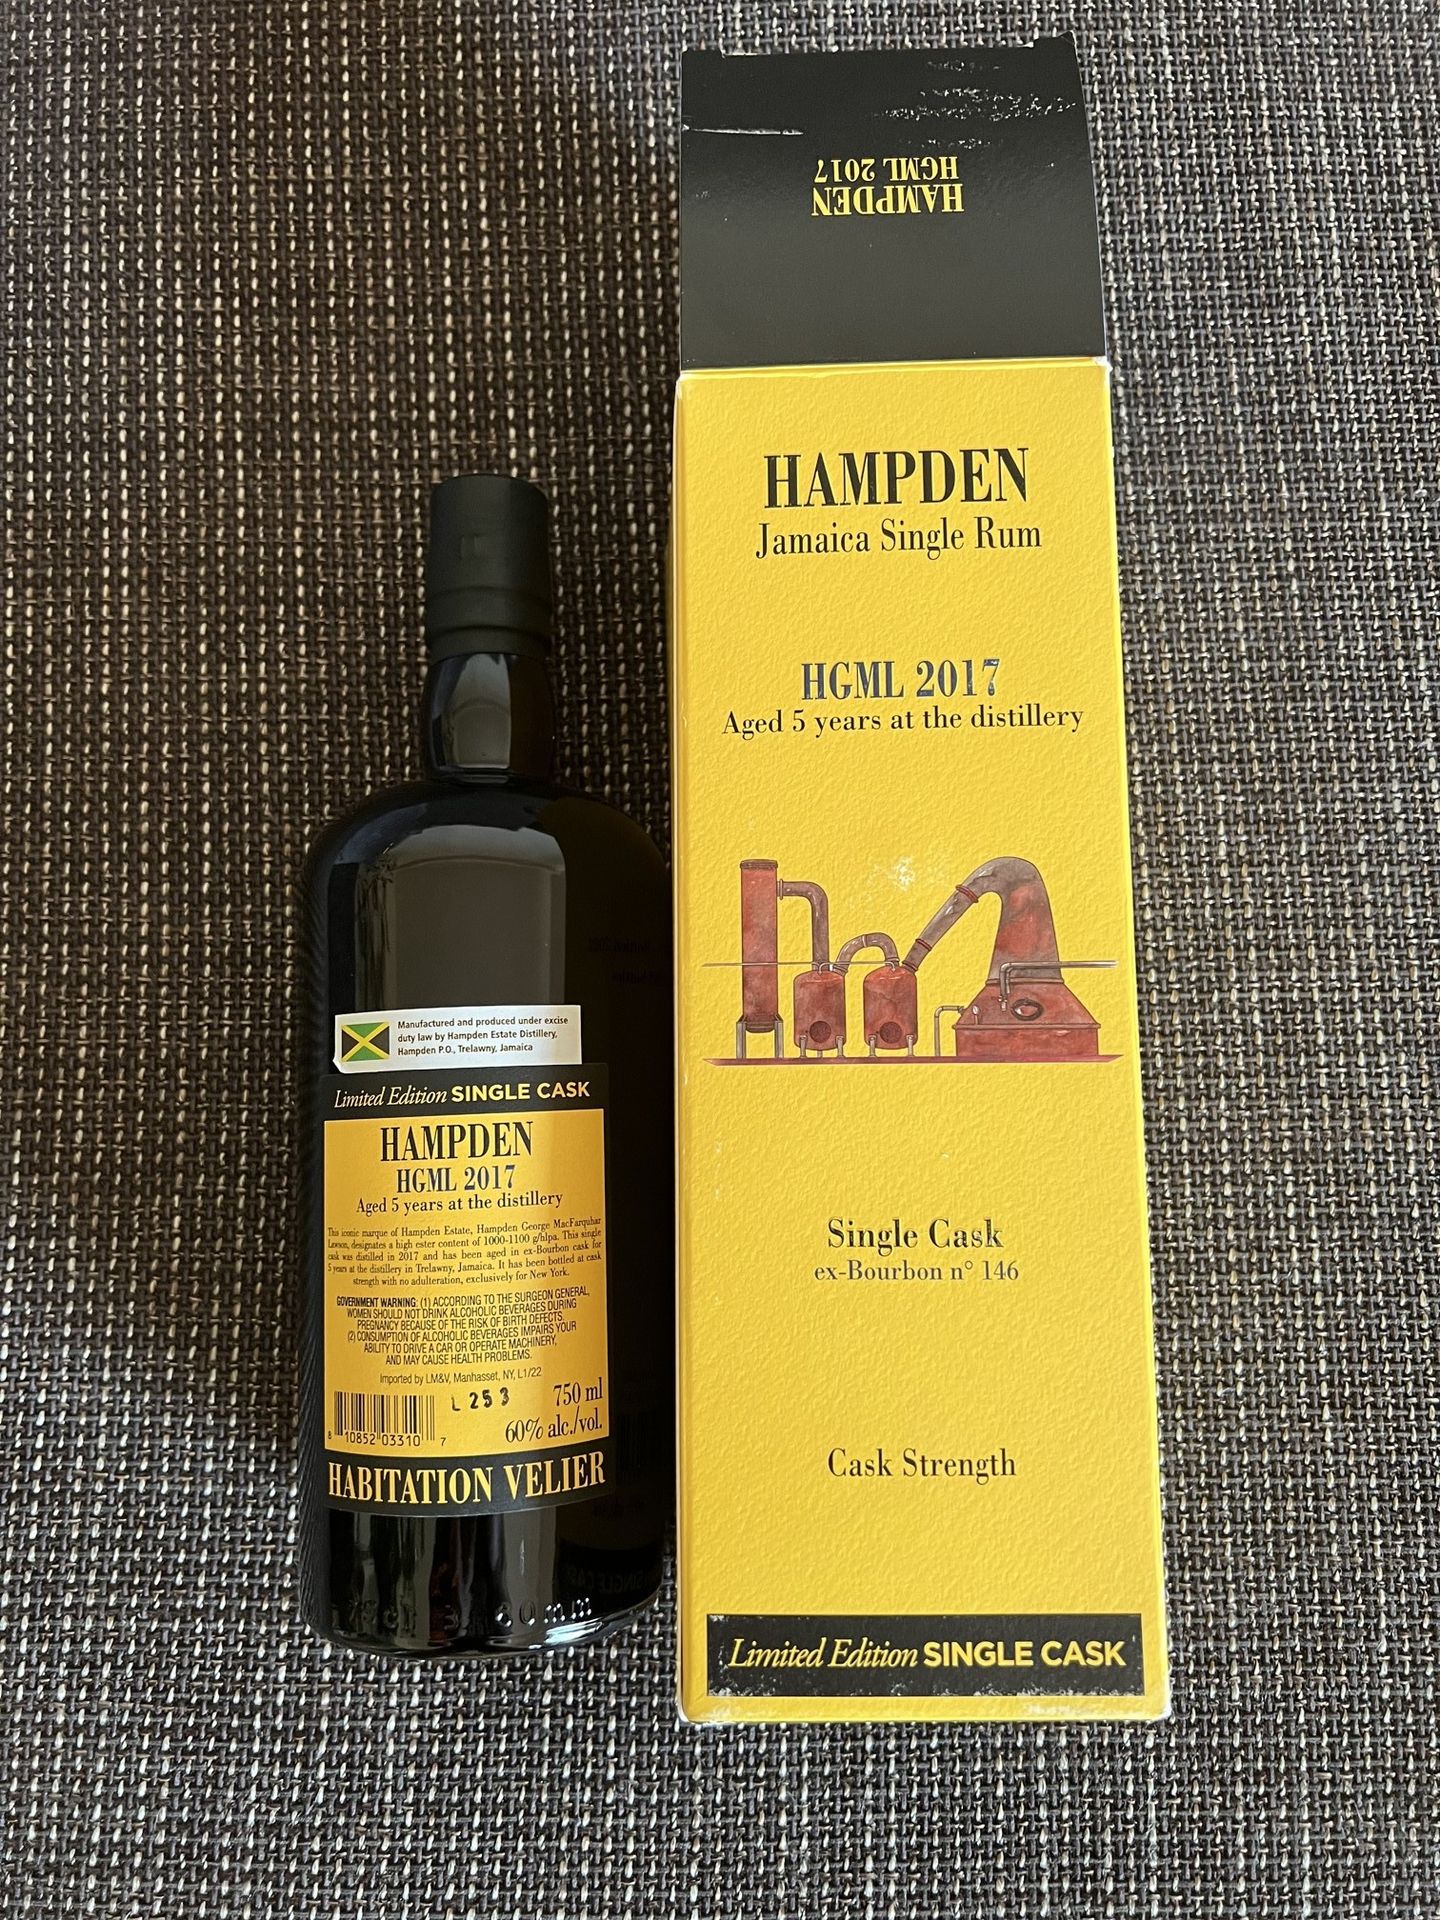 HAMPDEN
HGML 2017
HAMPDEN
Jamaica Single Rum
HGML 2017
Aged 5 years at the distillery
Single Cask
ex-Bourbon n° 146
Cask Strength
Limited Edition SINGLE CASK
Manufactured and produced under excise
duty law by Hampden Estate Distillery,
Hampden P.O., Trelawny, Jamaica
Limited Edition SINGLE CASK
HAMPDEN
HGML 2017
Aged 5 years at the distillery
This iconic marque of Hampden Estate, Hampden George MacFarquhar
Lawson, designates a high ester content of 1000-1100 g/hlpa. This single
cask was distilled in 2017 and has been aged in ex-Bourbon cask for
5 years at the distillery in Trelawny, Jamaica. It has been bottled at cask
strength with no adulteration, exclusively for New York.
GOVERNMENT WARNING: (1) ACCORDING TO THE SURGEON GENERAL,
WOMEN SHOULD NOT DRINK ALCOHOLIC BEVERAGES DURING
PREGNANCY BECAUSE OF THE RISK OF BIRTH DEFECTS.
(2) CONSUMPTION OF ALCOHOLIC BEVERAGES IMPAIRS YOUR
ABILITY TO DRIVE A CAR OR OPERATE MACHINERY,
AND MAY CAUSE HEALTH PROBLEMS.
Imported by LM&V, Manhasset, NY, L1/22
L 253
750 ml
60% alc./vol.
8 10852 03310 7
HABITATION VELIER